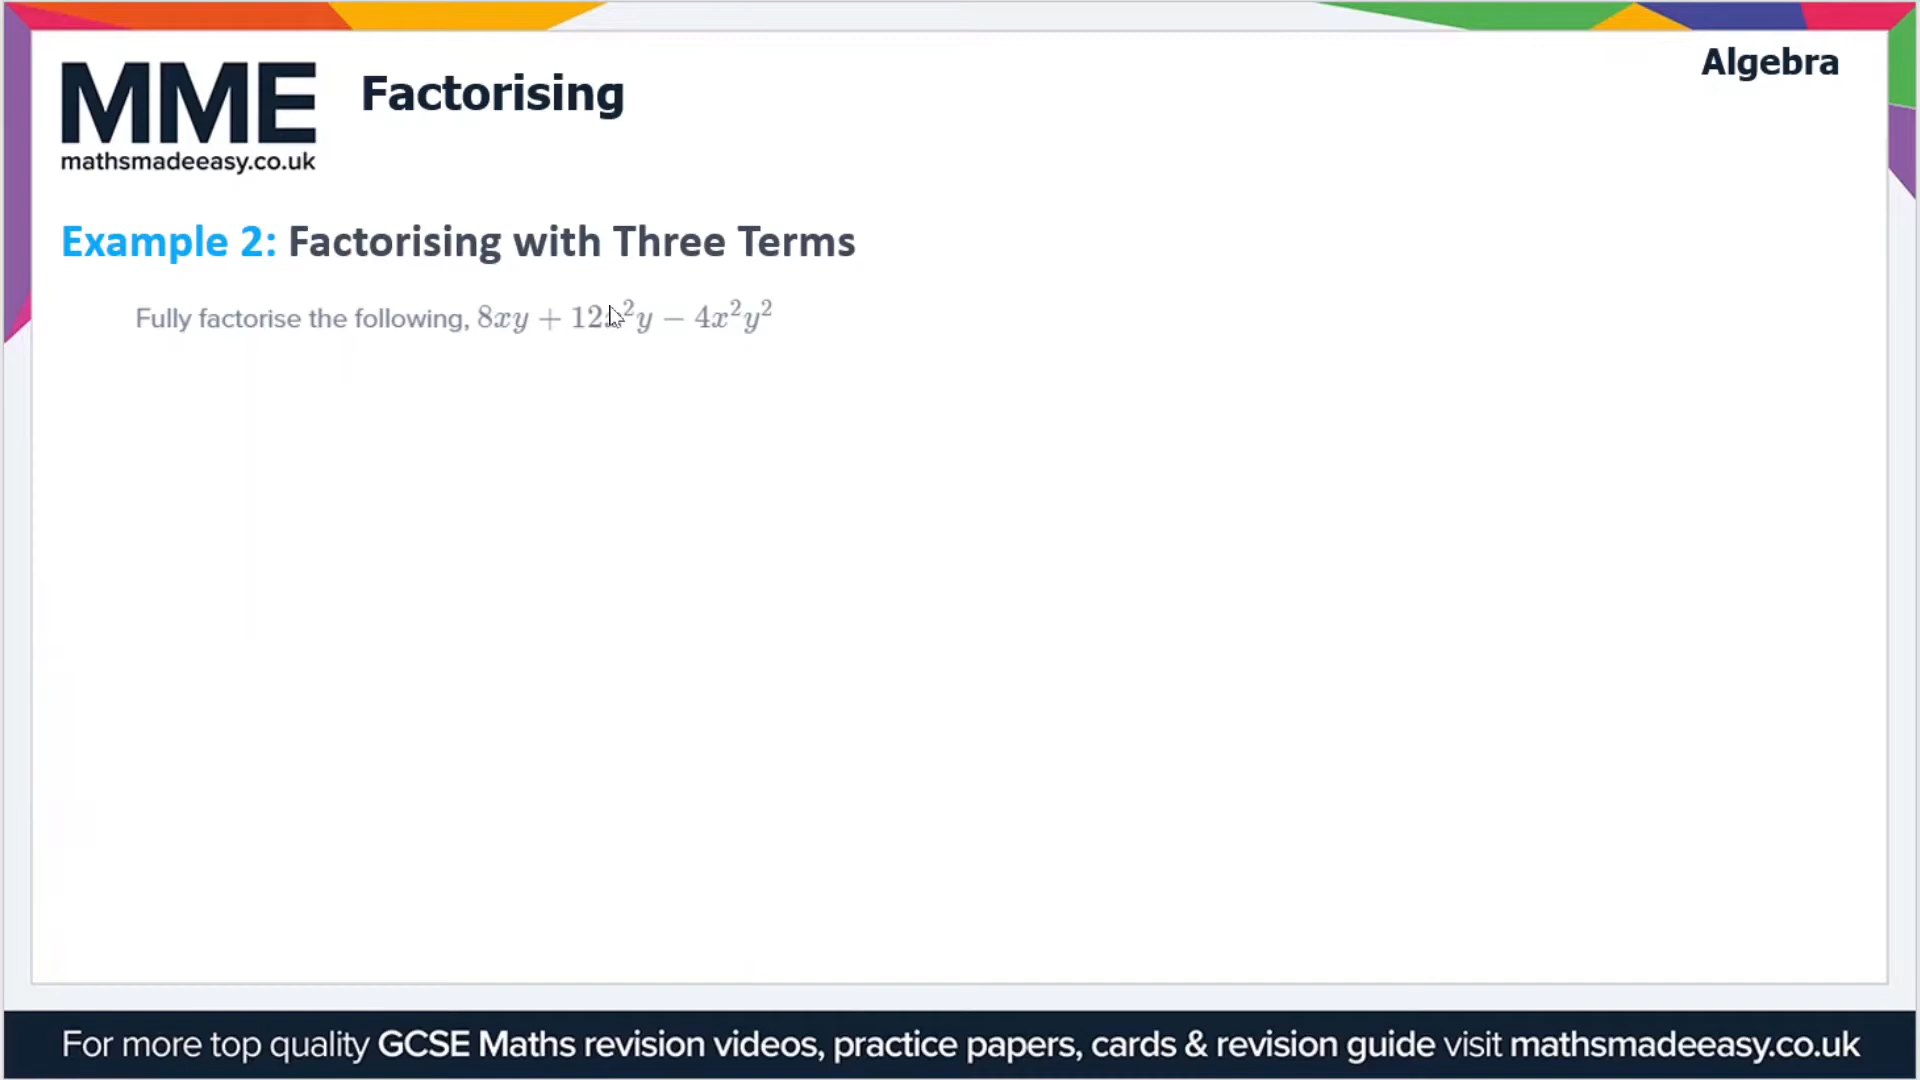 MME
mathsmadeeasy.co.uk
Factorising
Algebra
Example 2: Factorising with Three Terms
Fully factorise the following, 8xy + 12x²y − 4x²y²
For more top quality GCSE Maths revision videos, practice papers, cards & revision guide visit mathsmadeeasy.co.uk